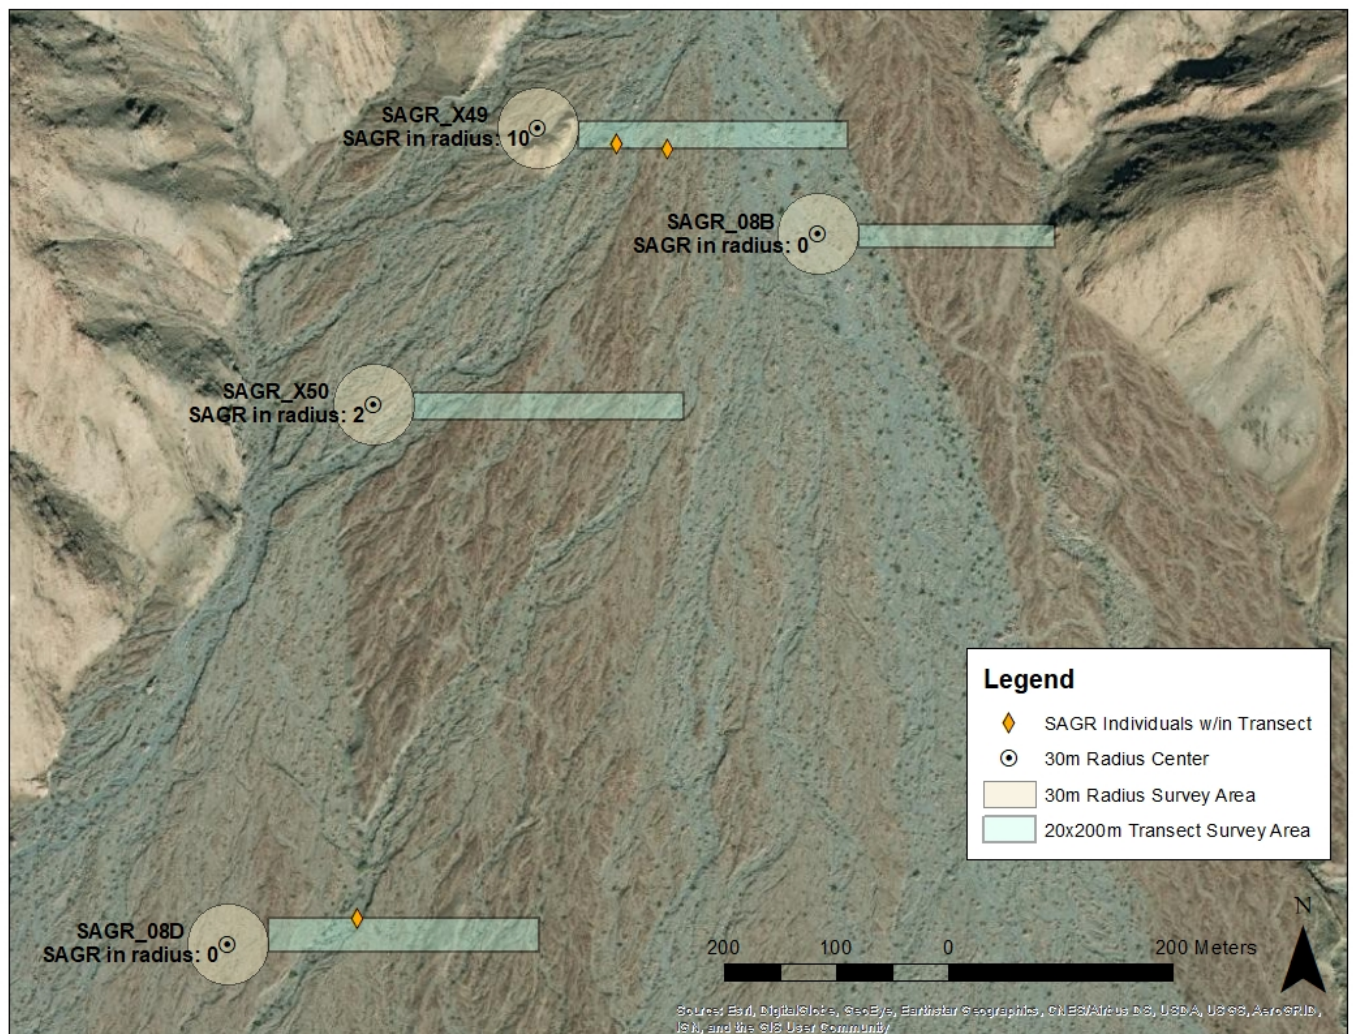 SAGR_X49
SAGR in radius: 10
SAGR_08B
SAGR in radius: 0
SAGR_X50
SAGR in radius: 2
Legend
SAGR Individuals w/in Transect
30m Radius Center
30m Radius Survey Area
20x200m Transect Survey Area
SAGR_08D
SAGR in radius: 0
N
200 100 0 200 Meters
Source: Esri, DigitalGlobe, GeoEye, Earthstar Geographics, CNES/Airbus DS, USDA, USGS, AeroGRID,
IGN, and the GIS User Community